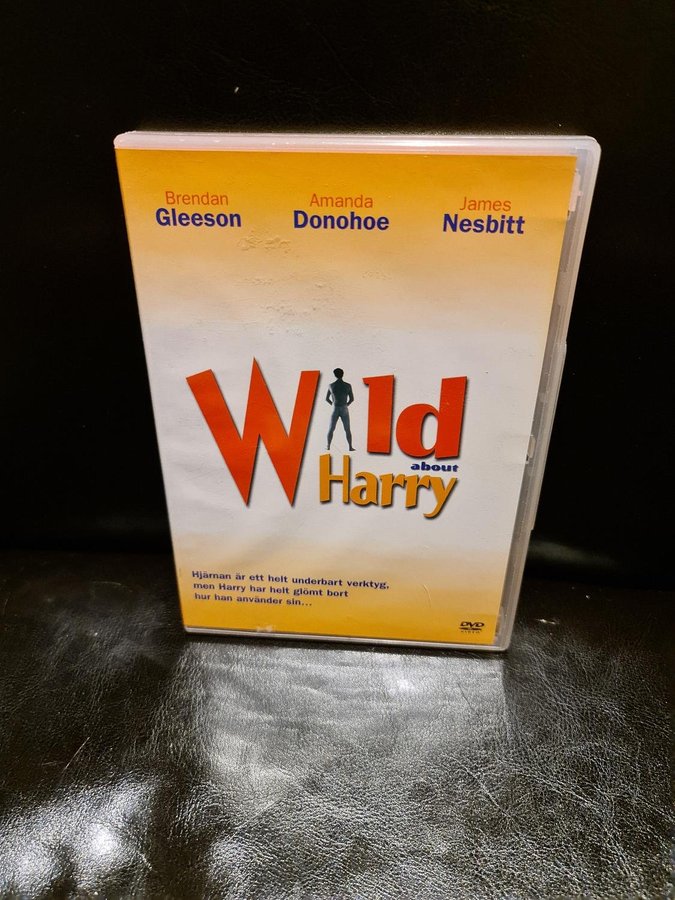 Brendan Gleeson
Amanda Donohoe
James Nesbitt
Wild
about
Harry
Hjärnan är ett helt underbart verktyg,
men Harry har helt glömt bort
hur han använder sin...
DVD
VIDEO